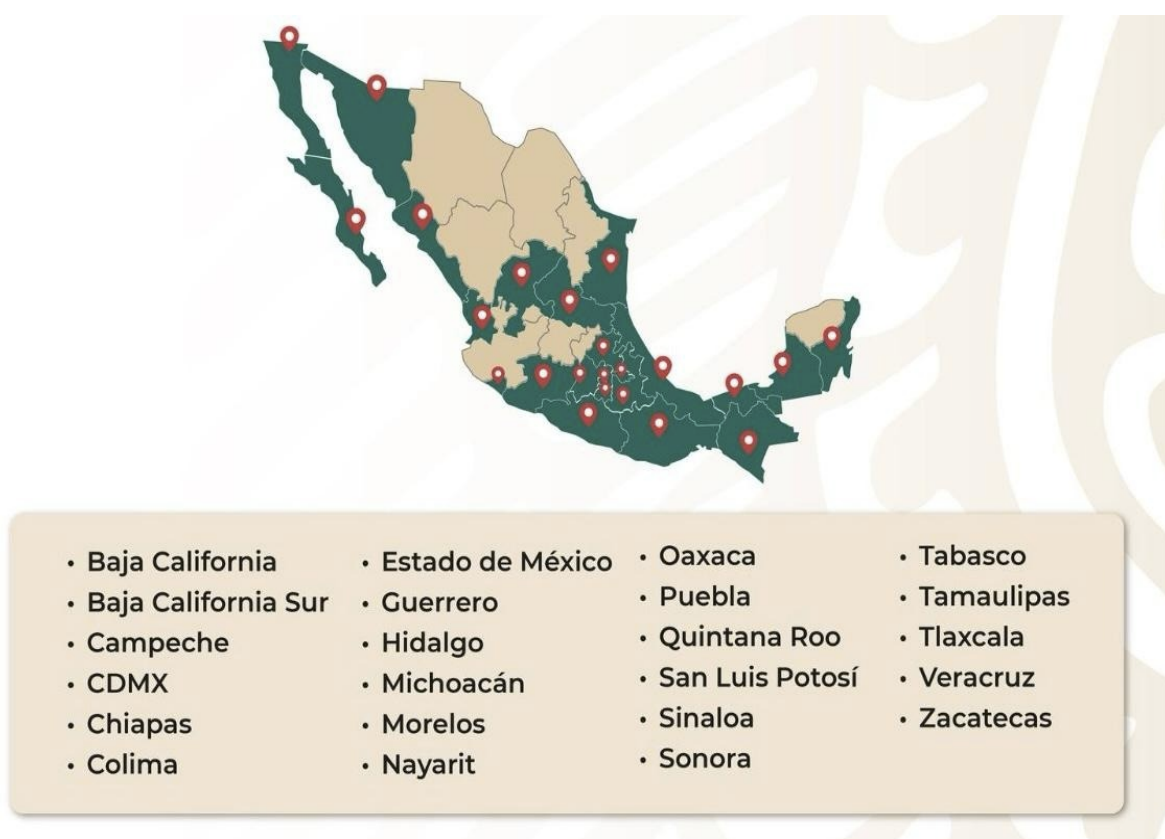 • Baja California
• Baja California Sur
• Campeche
• CDMX
• Chiapas
• Colima
• Estado de México
• Guerrero
• Hidalgo
• Michoacán
• Morelos
• Nayarit
• Oaxaca
• Puebla
• Quintana Roo
• San Luis Potosí
• Sinaloa
• Sonora
• Tabasco
• Tamaulipas
• Tlaxcala
• Veracruz
• Zacatecas